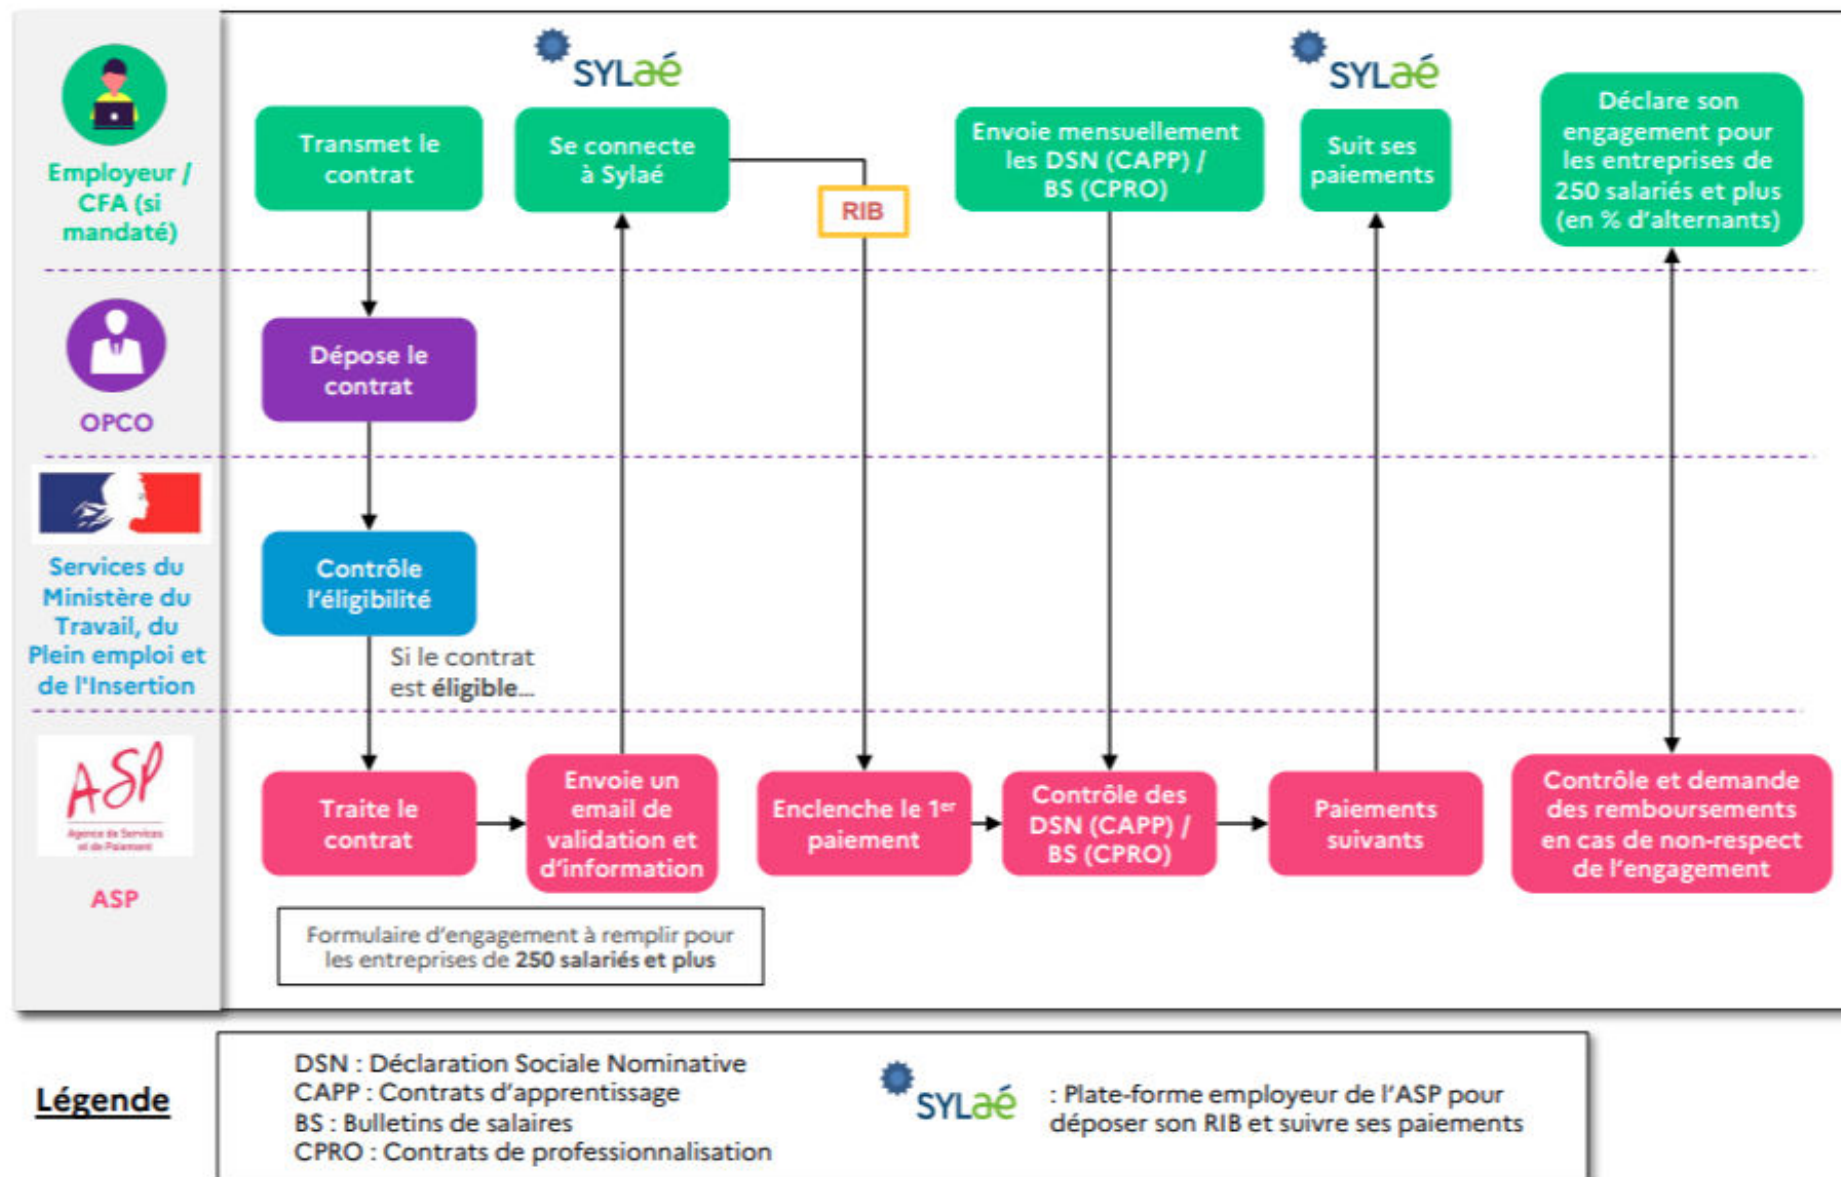 SYLaé
SYLaé
Employeur /
CFA (si
mandaté)
Transmet le
contrat
Se connecte
à Sylaé
RIB
Envoie mensuellement
les DSN (CAPP) /
BS (CPRO)
Suit ses
paiements
Déclare son
engagement pour
les entreprises de
250 salariés et plus
(en % d'alternants)
OPCO
Dépose le
contrat
Services du
Ministère du
Travail, du
Plein emploi et
de l'Insertion
Contrôle
l'éligibilité
Si le contrat
est éligible...
ASP
Agence de Services
et de Paiement
ASP
Traite le
contrat
Envoie un
email de
validation et
d'information
Enclenche le 1er
paiement
Contrôle des
DSN (CAPP) /
BS (CPRO)
Paiements
suivants
Contrôle et demande
des remboursements
en cas de non-respect
de l'engagement
Formulaire d'engagement à remplir pour
les entreprises de 250 salariés et plus
Légende
DSN : Déclaration Sociale Nominative
CAPP : Contrats d'apprentissage
BS : Bulletins de salaires
CPRO : Contrats de professionnalisation
SYLaé
: Plate-forme employeur de l'ASP pour
déposer son RIB et suivre ses paiements